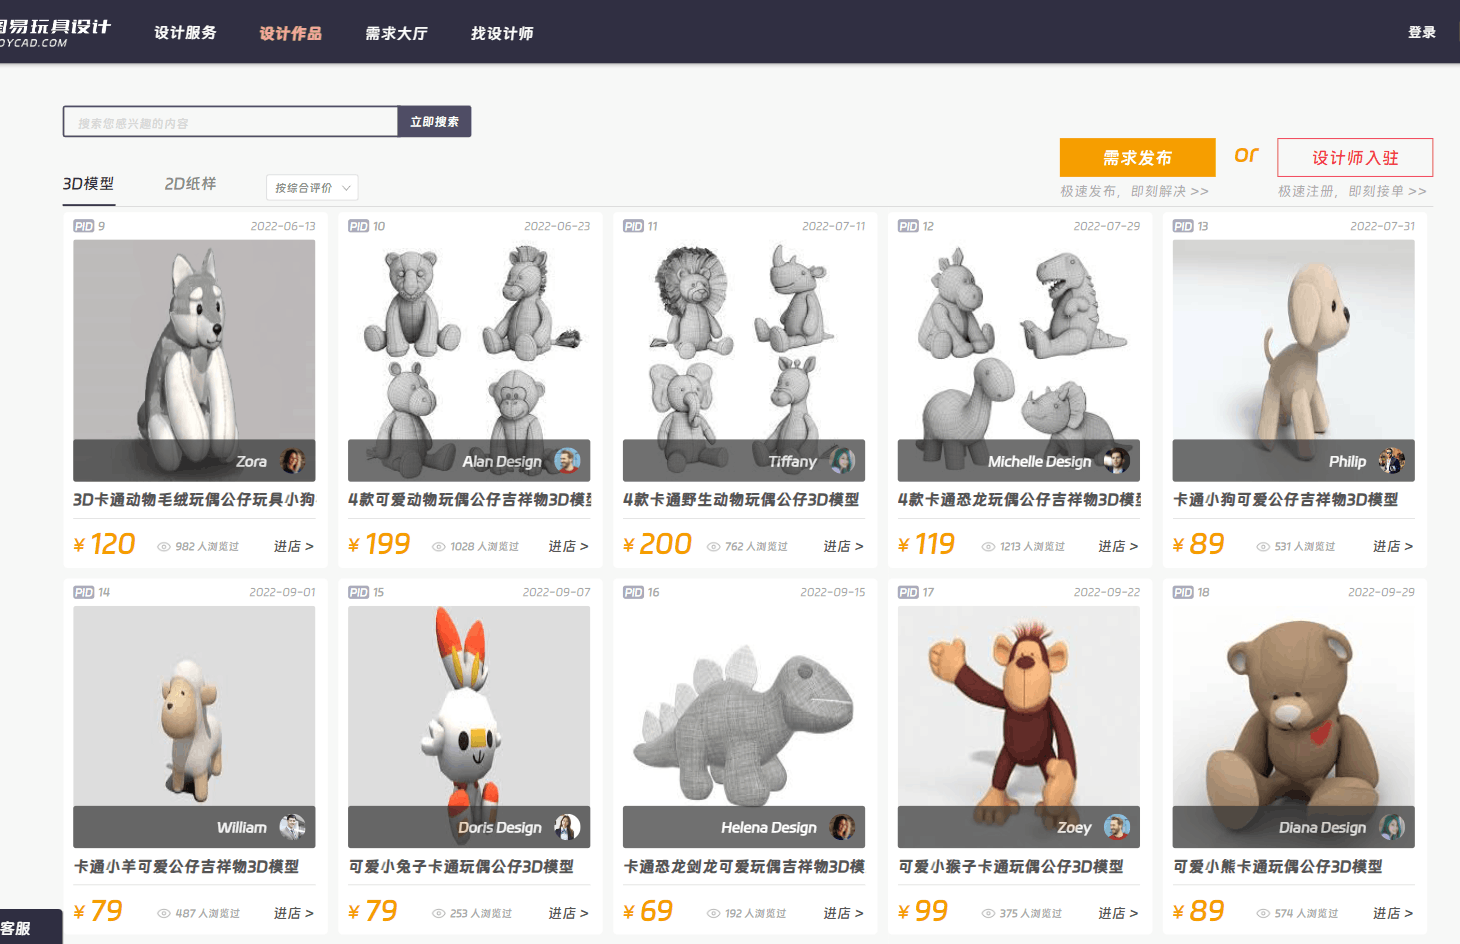 易玩具设计
OYCAD.COM
设计服务
设计作品
需求大厅
找设计师
登录
搜索您感兴趣的内容
立即搜索
需求发布
or
设计师入驻
极速发布，即刻解决 >>
极速注册，即刻接单 >>
3D模型
2D纸样
按综合评价
PID 9
2022-06-13
PID 10
2022-06-23
PID 11
2022-07-11
PID 12
2022-07-29
PID 13
2022-07-31
Zora
Alan Design
Tiffany
Michelle Design
Philip
3D卡通动物毛绒玩偶公仔玩具小狗
4款可爱动物玩偶公仔吉祥物3D模型
4款卡通野生动物玩偶公仔3D模型
4款卡通恐龙玩偶公仔吉祥物3D模型
卡通小狗可爱公仔吉祥物3D模型
¥ 120
982 人浏览过
进店 >
¥ 199
1028 人浏览过
进店 >
¥ 200
762 人浏览过
进店 >
¥ 119
1213 人浏览过
进店 >
¥ 89
531 人浏览过
进店 >
PID 14
2022-09-01
PID 15
2022-09-07
PID 16
2022-09-15
PID 17
2022-09-22
PID 18
2022-09-29
William
Doris Design
Helena Design
Zoey
Diana Design
卡通小羊可爱公仔吉祥物3D模型
可爱小兔子卡通玩偶公仔3D模型
卡通恐龙剑龙可爱玩偶吉祥物3D模
可爱小猴子卡通玩偶公仔3D模型
可爱小熊卡通玩偶公仔3D模型
¥ 79
487 人浏览过
进店 >
¥ 79
253 人浏览过
进店 >
¥ 69
192 人浏览过
进店 >
¥ 99
375 人浏览过
进店 >
¥ 89
574 人浏览过
进店 >
客服